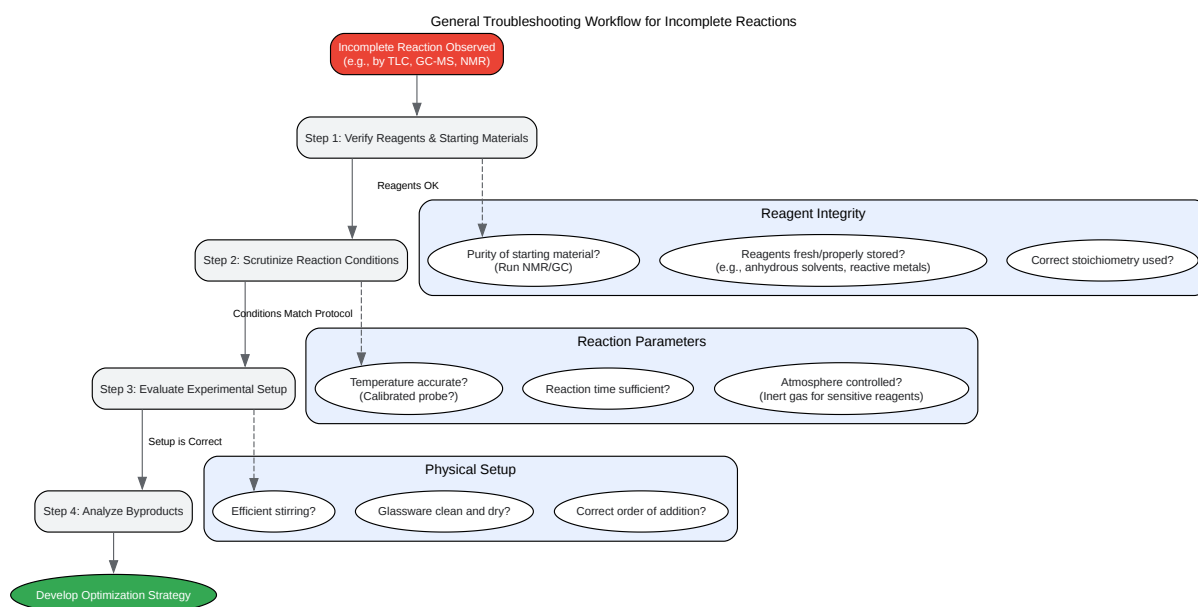 General Troubleshooting Workflow for Incomplete Reactions
Incomplete Reaction Observed
(e.g., by TLC, GC-MS, NMR)
Step 1: Verify Reagents & Starting Materials
Reagents OK
Reagent Integrity
Purity of starting material?
(Run NMR/GC)
Reagents fresh/properly stored?
(e.g., anhydrous solvents, reactive metals)
Correct stoichiometry used?
Step 2: Scrutinize Reaction Conditions
Conditions Match Protocol
Reaction Parameters
Temperature accurate?
(Calibrated probe?)
Reaction time sufficient?
Atmosphere controlled?
(Inert gas for sensitive reagents)
Step 3: Evaluate Experimental Setup
Setup is Correct
Physical Setup
Efficient stirring?
Glassware clean and dry?
Correct order of addition?
Step 4: Analyze Byproducts
Develop Optimization Strategy